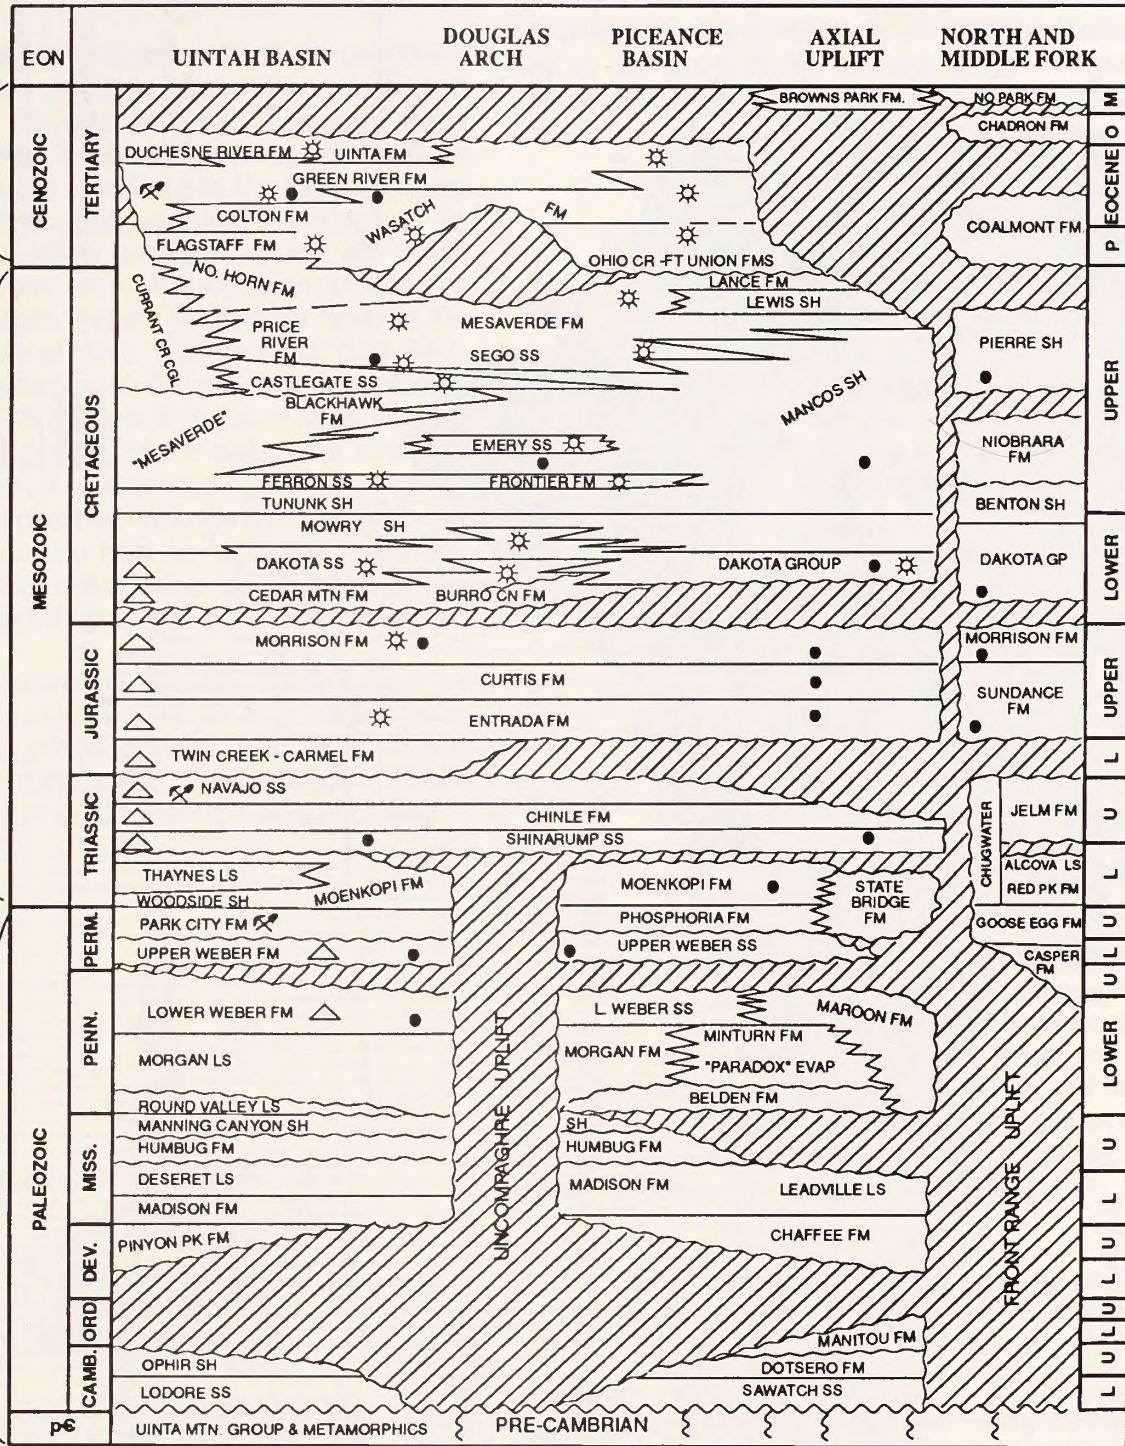 EON
UINTAH BASIN
DOUGLAS
ARCH
PICEANCE
BASIN
AXIAL
UPLIFT
NORTH AND
MIDDLE FORK
CENOZOIC
MESOZOIC
PALEOZOIC
p-Є
TERTIARY
CRETACEOUS
JURASSIC
TRIASSIC
PERM.
PENN.
MISS.
DEV.
ORD
CAMB.
BROWNS PARK FM.
NO PARK FM
M
CHADRON FM
O
DUCHESNE RIVER FM
UINTA FM
GREEN RIVER FM
EOCENE
COLTON FM
WASATCH
FM
COALMONT FM
FLAGSTAFF FM
P
OHIO CR -FT UNION FMS
NO. HORN FM
LANCE FM
LEWIS SH
CURRANT CR CGL
PRICE
RIVER
FM
MESAVERDE FM
PIERRE SH
SEGO SS
CASTLEGATE SS
MANCOS SH
UPPER
BLACKHAWK
FM
"MESAVERDE"
EMERY SS
NIOBRARA
FM
FERRON SS
FRONTIER FM
TUNUNK SH
BENTON SH
MOWRY SH
DAKOTA SS
DAKOTA GROUP
DAKOTA GP
LOWER
CEDAR MTN FM
BURRO CN FM
MORRISON FM
MORRISON FM
CURTIS FM
SUNDANCE
FM
UPPER
ENTRADA FM
TWIN CREEK - CARMEL FM
L
NAVAJO SS
CHINLE FM
JELM FM
U
SHINARUMP SS
CHUGWATER
THAYNES LS
MOENKOPI FM
MOENKOPI FM
STATE
BRIDGE
FM
ALCOVA LS
RED PK FM
L
WOODSIDE SH
PARK CITY FM
PHOSPHORIA FM
GOOSE EGG FM
U
UPPER WEBER FM
UPPER WEBER SS
CASPER
FM
L
U
LOWER WEBER FM
L. WEBER SS
MAROON FM
MORGAN LS
MORGAN FM
MINTURN FM
"PARADOX" EVAP
LOWER
BELDEN FM
ROUND VALLEY LS
MANNING CANYON SH
SH
HUMBUG FM
HUMBUG FM
U
DESERET LS
MADISON FM
LEADVILLE LS
L
MADISON FM
UNCOMPAGHRE UPLIFT
FRONT RANGE UPLIFT
PINYON PK FM
CHAFFEE FM
U
L
U
MANITOU FM
L
OPHIR SH
DOTSERO FM
U
LODORE SS
SAWATCH SS
L
UINTA MTN. GROUP & METAMORPHICS
PRE-CAMBRIAN